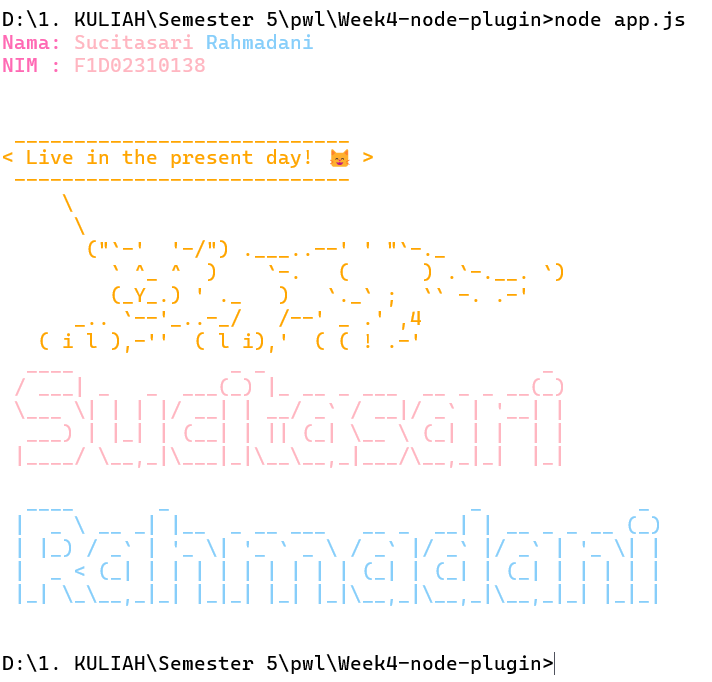 D:\1. KULIAH\Semester 5\pwl\Week4-node-plugin>node app.js
Nama: Sucitasari Rahmadani
NIM : F1D02310138
< Live in the present day! 😸 >
Sucitasari
Rahmadani
D:\1. KULIAH\Semester 5\pwl\Week4-node-plugin>